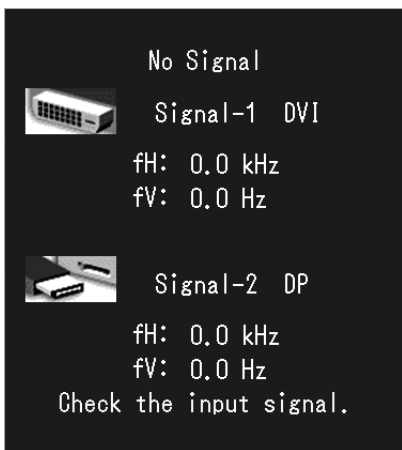 No Signal
Signal-1 DVI
fH: 0.0 kHz
fV: 0.0 Hz
Signal-2 DP
fH: 0.0 kHz
fV: 0.0 Hz
Check the input signal.